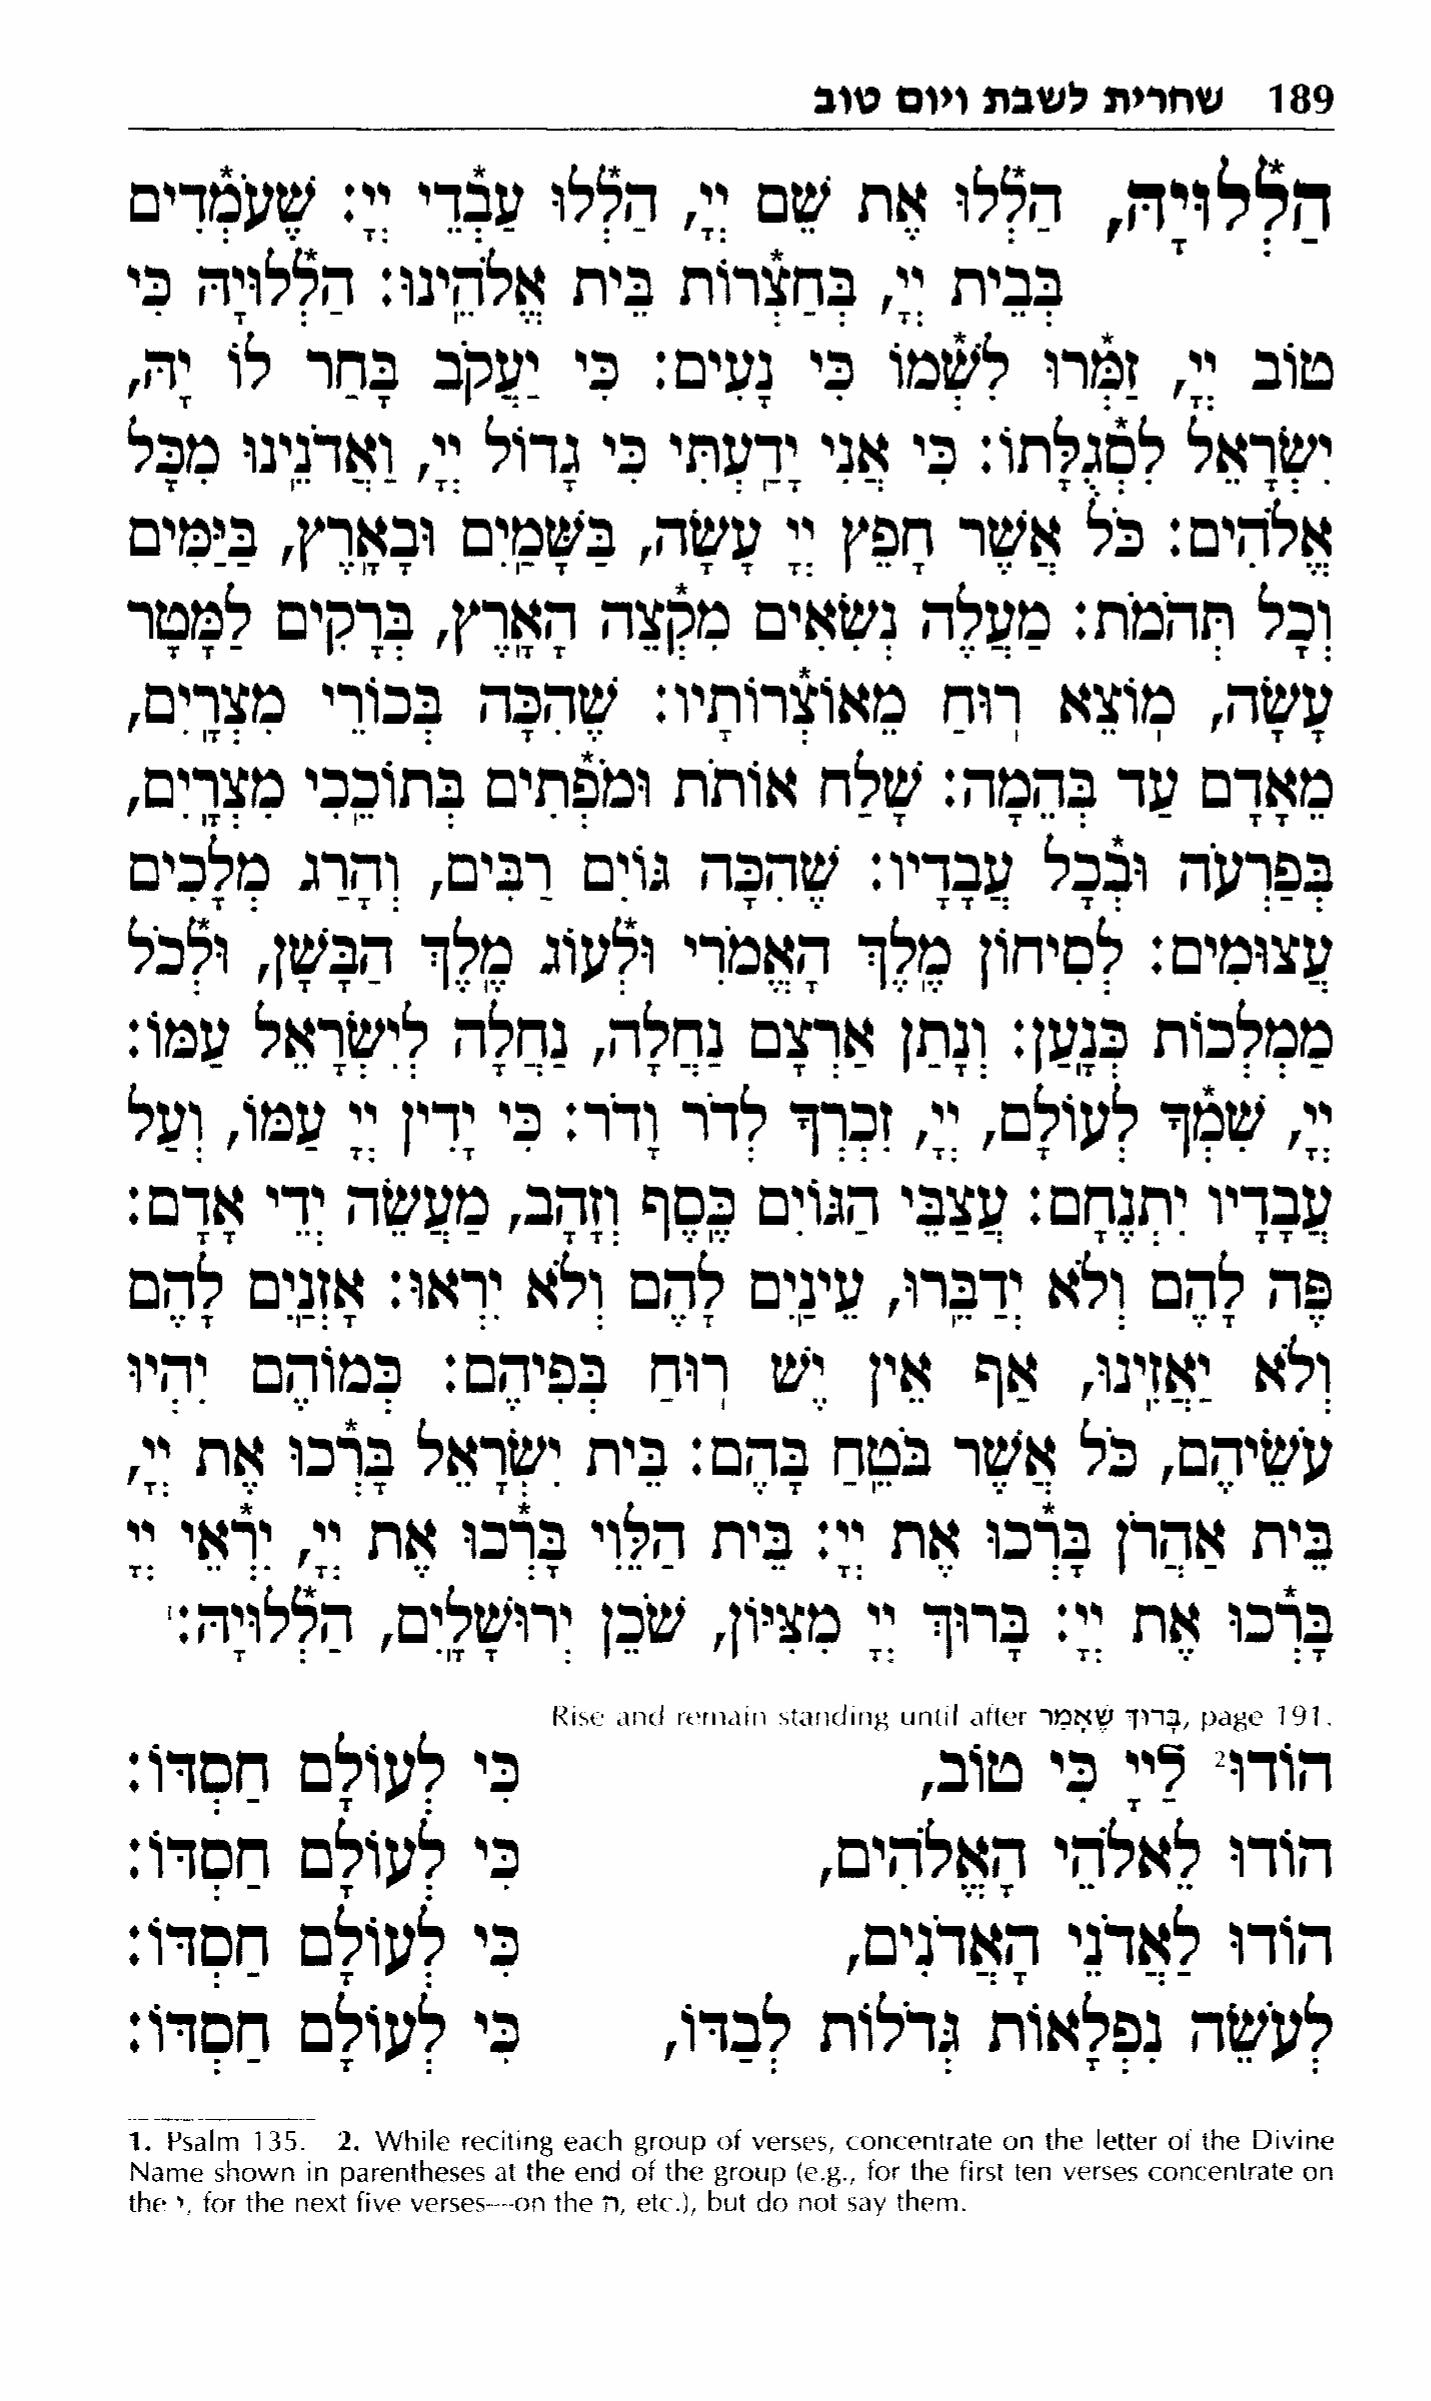 189 שחרית לשבת ויום טוב
הַלְ֯לוּיָהּ, הַלְ֯לוּ אֶת שֵׁם יְיָ, הַלְ֯לוּ עַבְ֯דֵי יְיָ: שֶׁעֹמְ֯דִים
בְּבֵית יְיָ, בְּחַצְ֯רוֹת בֵּית אֱלֹהֵינוּ: הַלְ֯לוּיָהּ כִּי
טוֹב יְיָ, זַמְּ֯רוּ לִשְׁ֯מוֹ כִּי נָעִים: כִּי יַעֲקֹב בָּחַר לוֹ יָהּ,
יִשְׂרָאֵל לִסְ֯גֻלָּתוֹ: כִּי אֲנִי יָדַעְתִּי כִּי גָדוֹל יְיָ, וַאֲדֹנֵינוּ מִכָּל
אֱלֹהִים: כֹּל אֲשֶׁר חָפֵץ יְיָ עָשָׂה, בַּשָּׁמַיִם וּבָאָרֶץ, בַּיַּמִּים
וְכָל תְּהֹמֹת: מַעֲלֶה נְשִׂאִים מִקְ֯צֵה הָאָרֶץ, בְּרָקִים לַמָּטָר
עָשָׂה, מוֹצֵא רוּחַ מֵאוֹצְ֯רוֹתָיו: שֶׁהִכָּה בְּכוֹרֵי מִצְרָיִם,
מֵאָדָם עַד בְּהֵמָה: שָׁלַח אוֹתֹת וּמֹפְ֯תִים בְּתוֹכֵכִי מִצְרָיִם,
בְּפַרְעֹה וּבְ֯כָל עֲבָדָיו: שֶׁהִכָּה גּוֹיִם רַבִּים, וְהָרַג מְלָכִים
עֲצוּמִים: לְסִיחוֹן מֶלֶךְ הָאֱמֹרִי וּלְ֯עוֹג מֶלֶךְ הַבָּשָׁן, וּלְ֯כֹל
מַמְלְכוֹת כְּנָעַן: וְנָתַן אַרְצָם נַחֲלָה, נַחֲלָה לְיִשְׂרָאֵל עַמּוֹ:
יְיָ, שִׁמְ֯ךָ לְעוֹלָם, יְיָ, זִכְרְךָ לְדֹר וָדֹר: כִּי יָדִין יְיָ עַמּוֹ, וְעַל
עֲבָדָיו יִתְנֶחָם: עֲצַבֵּי הַגּוֹיִם כֶּסֶף וְזָהָב, מַעֲשֵׂה יְדֵי אָדָם:
פֶּה לָהֶם וְלֹא יְדַבֵּרוּ, עֵינַיִם לָהֶם וְלֹא יִרְאוּ: אָזְנַיִם לָהֶם
וְלֹא יַאֲזִינוּ, אַף אֵין יֶשׁ רוּחַ בְּפִיהֶם: כְּמוֹהֶם יִהְיוּ
עֹשֵׂיהֶם, כֹּל אֲשֶׁר בֹּטֵחַ בָּהֶם: בֵּית יִשְׂרָאֵל בָּרְ֯כוּ אֶת יְיָ,
בֵּית אַהֲרֹן בָּרְ֯כוּ אֶת יְיָ: בֵּית הַלֵּוִי בָּרְ֯כוּ אֶת יְיָ, יִרְ֯אֵי יְיָ
בָּרְ֯כוּ אֶת יְיָ: בָּרוּךְ יְיָ מִצִּיּוֹן, שֹׁכֵן יְרוּשָׁלָיִם, הַלְ֯לוּיָהּ:¹
Rise and remain standing until after בָּרוּךְ שֶׁאָמַר, page 191.
הוֹדוּ² לַייָ כִּי טוֹב, כִּי לְעוֹלָם חַסְדּוֹ:
הוֹדוּ לֵאלֹהֵי הָאֱלֹהִים, כִּי לְעוֹלָם חַסְדּוֹ:
הוֹדוּ לַאֲדֹנֵי הָאֲדֹנִים, כִּי לְעוֹלָם חַסְדּוֹ:
לְעֹשֵׂה נִפְלָאוֹת גְּדֹלוֹת לְבַדּוֹ, כִּי לְעוֹלָם חַסְדּוֹ:
1. Psalm 135. 2. While reciting each group of verses, concentrate on the letter of the Divine
Name shown in parentheses at the end of the group (e.g., for the first ten verses concentrate on
the י, for the next five verses—on the ה, etc.), but do not say them.